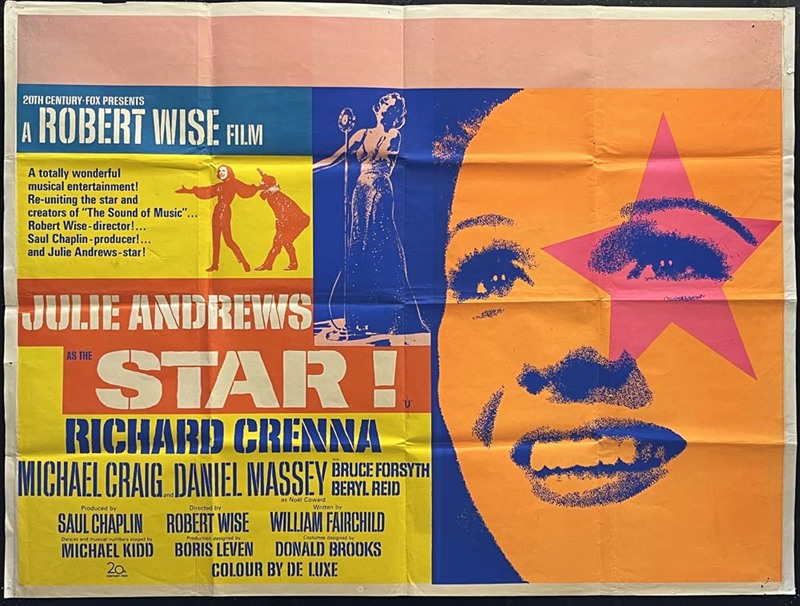 20TH CENTURY-FOX PRESENTS
A ROBERT WISE FILM
A totally wonderful
musical entertainment!
Re-uniting the star and
creators of "The Sound of Music"...
Robert Wise-director!...
Saul Chaplin-producer!...
and Julie Andrews-star!
JULIE ANDREWS
AS THE
STAR!
'U'
RICHARD CRENNA
MICHAEL CRAIG and DANIEL MASSEY
as Noël Coward
BRUCE FORSYTH
BERYL REID
Produced by
SAUL CHAPLIN
Directed by
ROBERT WISE
Written by
WILLIAM FAIRCHILD
Dances and musical numbers staged by
MICHAEL KIDD
Production designed by
BORIS LEVEN
Costumes designed by
DONALD BROOKS
20
COLOUR BY DE LUXE